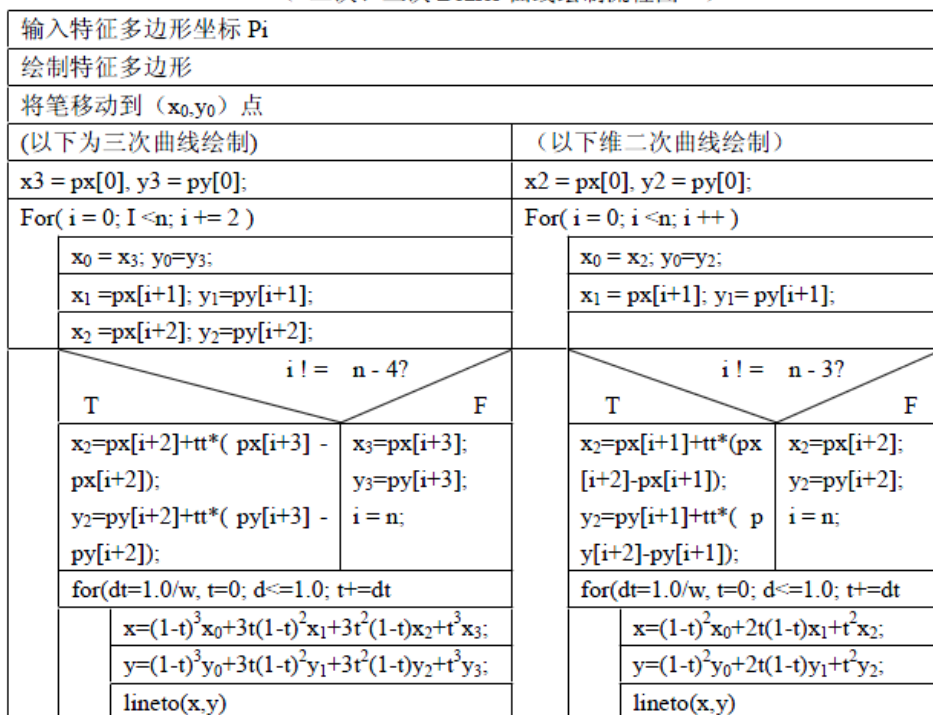 输入特征多边形坐标 Pi
绘制特征多边形
将笔移动到（x₀,y₀）点
(以下为三次曲线绘制)
x3 = px[0], y3 = py[0];
For( i = 0; I <n; i += 2 )
x₀ = x₃; y₀=y₃;
x₁ =px[i+1]; y₁=py[i+1];
x₂ =px[i+2]; y₂=py[i+2];
i ! = n - 4?
T
F
x₂=px[i+2]+tt*( px[i+3] -
px[i+2]);
y₂=py[i+2]+tt*( py[i+3] -
py[i+2]);
x₃=px[i+3];
y₃=py[i+3];
i = n;
for(dt=1.0/w, t=0; d<=1.0; t+=dt
x=(1-t)³x₀+3t(1-t)²x₁+3t²(1-t)x₂+t³x₃;
y=(1-t)³y₀+3t(1-t)²y₁+3t²(1-t)y₂+t³y₃;
lineto(x,y)
（以下维二次曲线绘制）
x2 = px[0], y2 = py[0];
For( i = 0; i <n; i ++ )
x₀ = x₂; y₀=y₂;
x₁ = px[i+1]; y₁= py[i+1];
i ! = n - 3?
T
F
x₂=px[i+1]+tt*(px
[i+2]-px[i+1]);
y₂=py[i+1]+tt*( p
y[i+2]-py[i+1]);
x₂=px[i+2];
y₂=py[i+2];
i = n;
for(dt=1.0/w, t=0; d<=1.0; t+=dt
x=(1-t)²x₀+2t(1-t)x₁+t²x₂;
y=(1-t)²y₀+2t(1-t)y₁+t²y₂;
lineto(x,y)